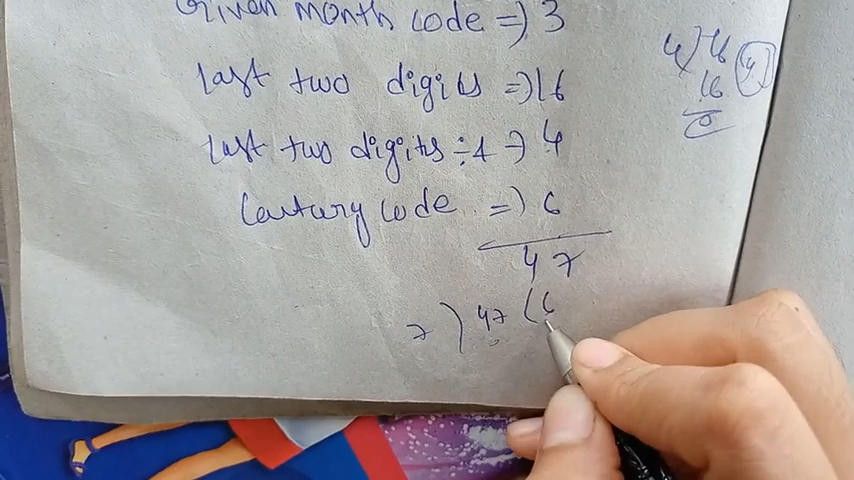 Given month code => 3
last two digits => 16
last two digits ÷ 4 => 4
Century code => 6
47
7 ) 47 ( 6
4 ) 16 ( 4
16
0